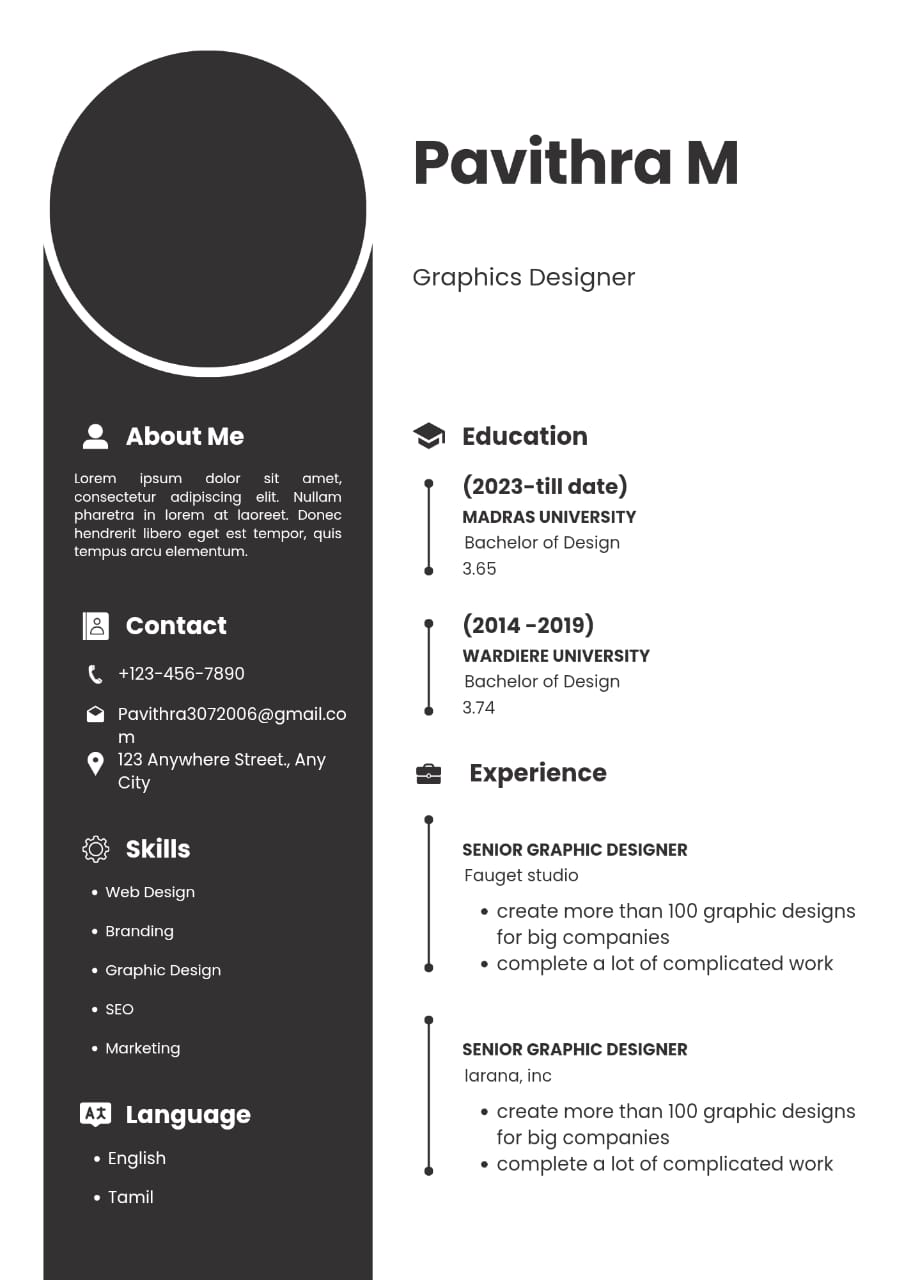 Pavithra M
Graphics Designer
About Me
Lorem ipsum dolor sit amet,
consectetur adipiscing elit. Nullam
pharetra in lorem at laoreet. Donec
hendrerit libero eget est tempor, quis
tempus arcu elementum.
Contact
+123-456-7890
Pavithra3072006@gmail.co
m
123 Anywhere Street., Any
City
Skills
• Web Design
• Branding
• Graphic Design
• SEO
• Marketing
Language
• English
• Tamil
Education
(2023-till date)
MADRAS UNIVERSITY
Bachelor of Design
3.65
(2014 -2019)
WARDIERE UNIVERSITY
Bachelor of Design
3.74
Experience
SENIOR GRAPHIC DESIGNER
Fauget studio
• create more than 100 graphic designs
for big companies
• complete a lot of complicated work
SENIOR GRAPHIC DESIGNER
larana, inc
• create more than 100 graphic designs
for big companies
• complete a lot of complicated work